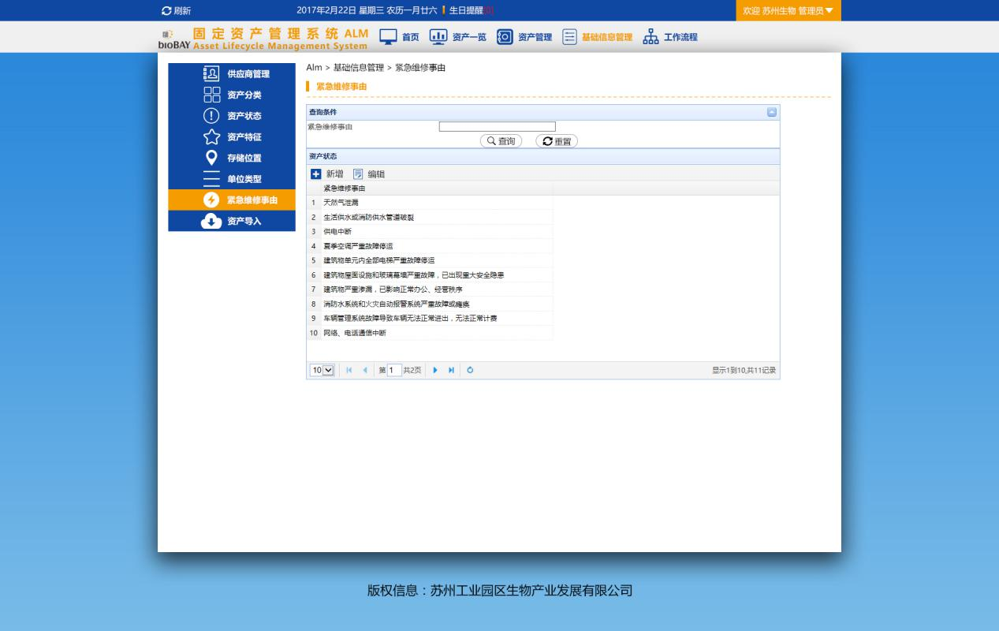 刷新
2017年2月22日 星期三 农历一月廿六 生日提醒[0]
欢迎 苏州生物 管理员
bioBAY
固定资产管理系统 ALM
Asset Lifecycle Management System
首页
资产一览
资产管理
基础信息管理
工作流程
供应商管理
资产分类
资产状态
资产特征
存储位置
单位类型
紧急维修事由
资产导入
Alm > 基础信息管理 > 紧急维修事由
紧急维修事由
查询条件
紧急维修事由
查询
重置
资产状态
新增
编辑
紧急维修事由
1 天然气泄漏
2 生活供水或消防供水管道破裂
3 供电中断
4 夏季空调严重故障停运
5 建筑物单元内全部电梯严重故障停运
6 建筑物屋面设施和玻璃幕墙严重故障，已出现重大安全隐患
7 建筑物严重渗漏，已影响正常办公、经营秩序
8 消防水系统和火灾自动报警系统严重故障或瘫痪
9 车辆管理系统故障导致车辆无法正常进出，无法正常计费
10 网络、电话通信中断
10 第 1 共2页
显示1到10,共11记录
版权信息：苏州工业园区生物产业发展有限公司